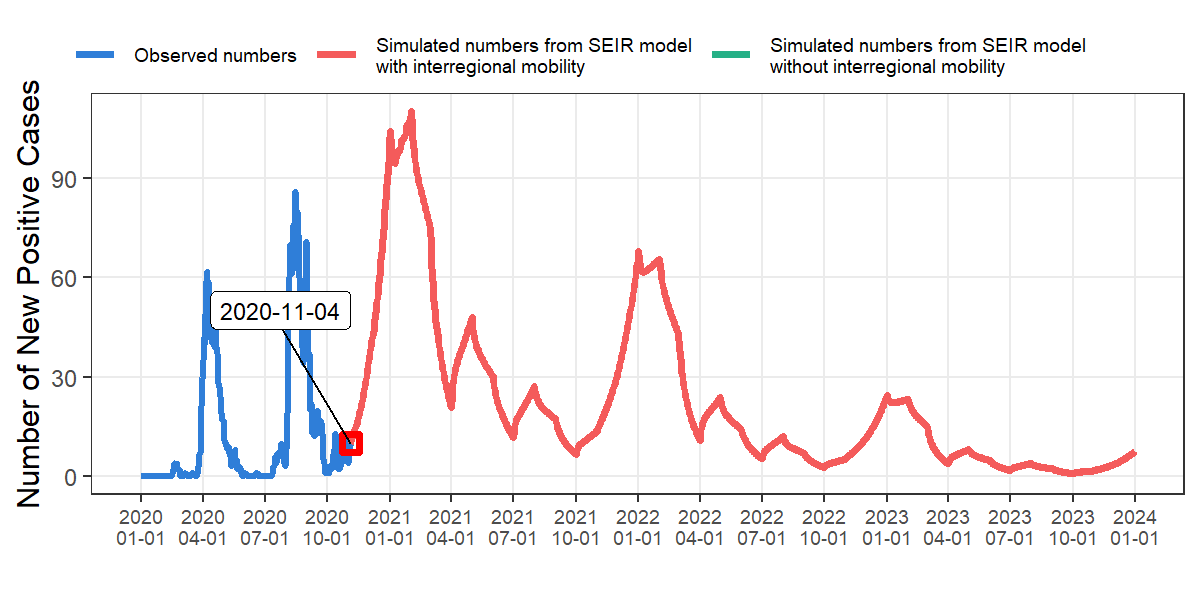 Observed numbers
Simulated numbers from SEIR model
with interregional mobility
Simulated numbers from SEIR model
without interregional mobility
Number of New Positive Cases
90
60
30
0
2020-11-04
2020 2020 2020 2020 2021 2021 2021 2021 2022 2022 2022 2022 2023 2023 2023 2023 2024
01-01 04-01 07-01 10-01 01-01 04-01 07-01 10-01 01-01 04-01 07-01 10-01 01-01 04-01 07-01 10-01 01-01